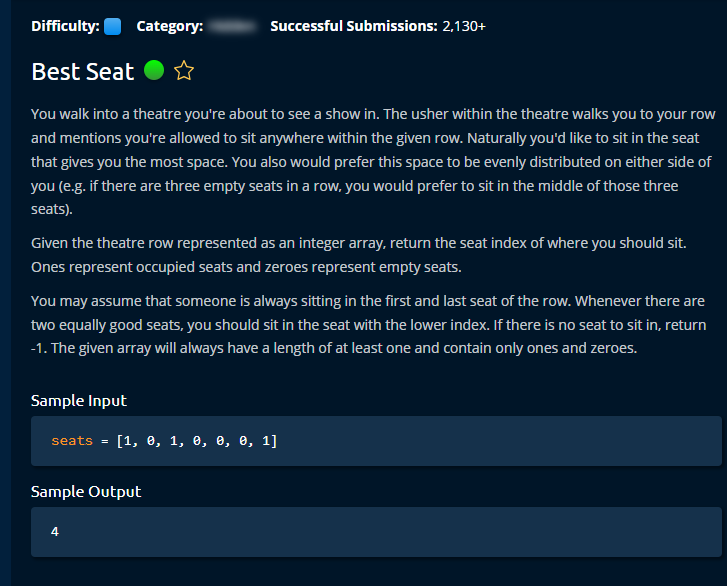 Difficulty: Category: Successful Submissions: 2,130+
Best Seat
You walk into a theatre you're about to see a show in. The usher within the theatre walks you to your row
and mentions you're allowed to sit anywhere within the given row. Naturally you'd like to sit in the seat
that gives you the most space. You also would prefer this space to be evenly distributed on either side of
you (e.g. if there are three empty seats in a row, you would prefer to sit in the middle of those three
seats).
Given the theatre row represented as an integer array, return the seat index of where you should sit.
Ones represent occupied seats and zeroes represent empty seats.
You may assume that someone is always sitting in the first and last seat of the row. Whenever there are
two equally good seats, you should sit in the seat with the lower index. If there is no seat to sit in, return
-1. The given array will always have a length of at least one and contain only ones and zeroes.
Sample Input
seats = [1, 0, 1, 0, 0, 0, 1]
Sample Output
4